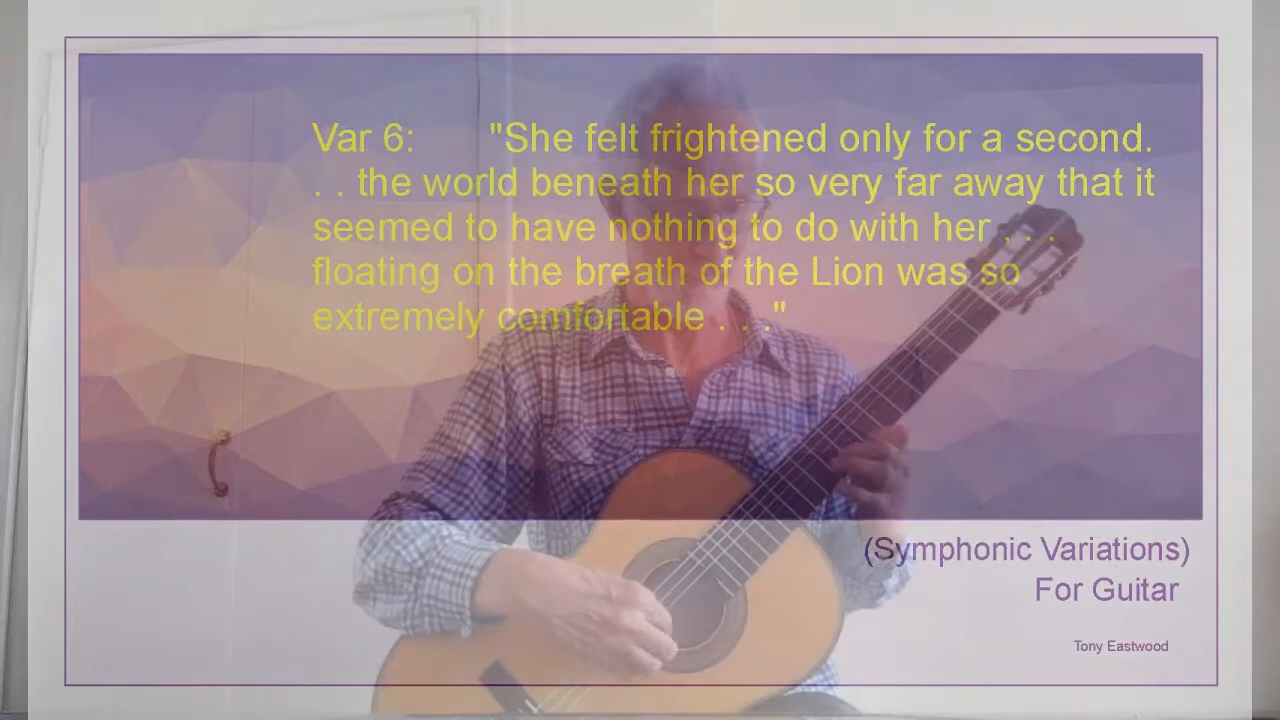 Var 6: "She felt frightened only for a second.
. . the world beneath her so very far away that it
seemed to have nothing to do with her . . .
floating on the breath of the Lion was so
extremely comfortable . . ."
(Symphonic Variations)
For Guitar
Tony Eastwood